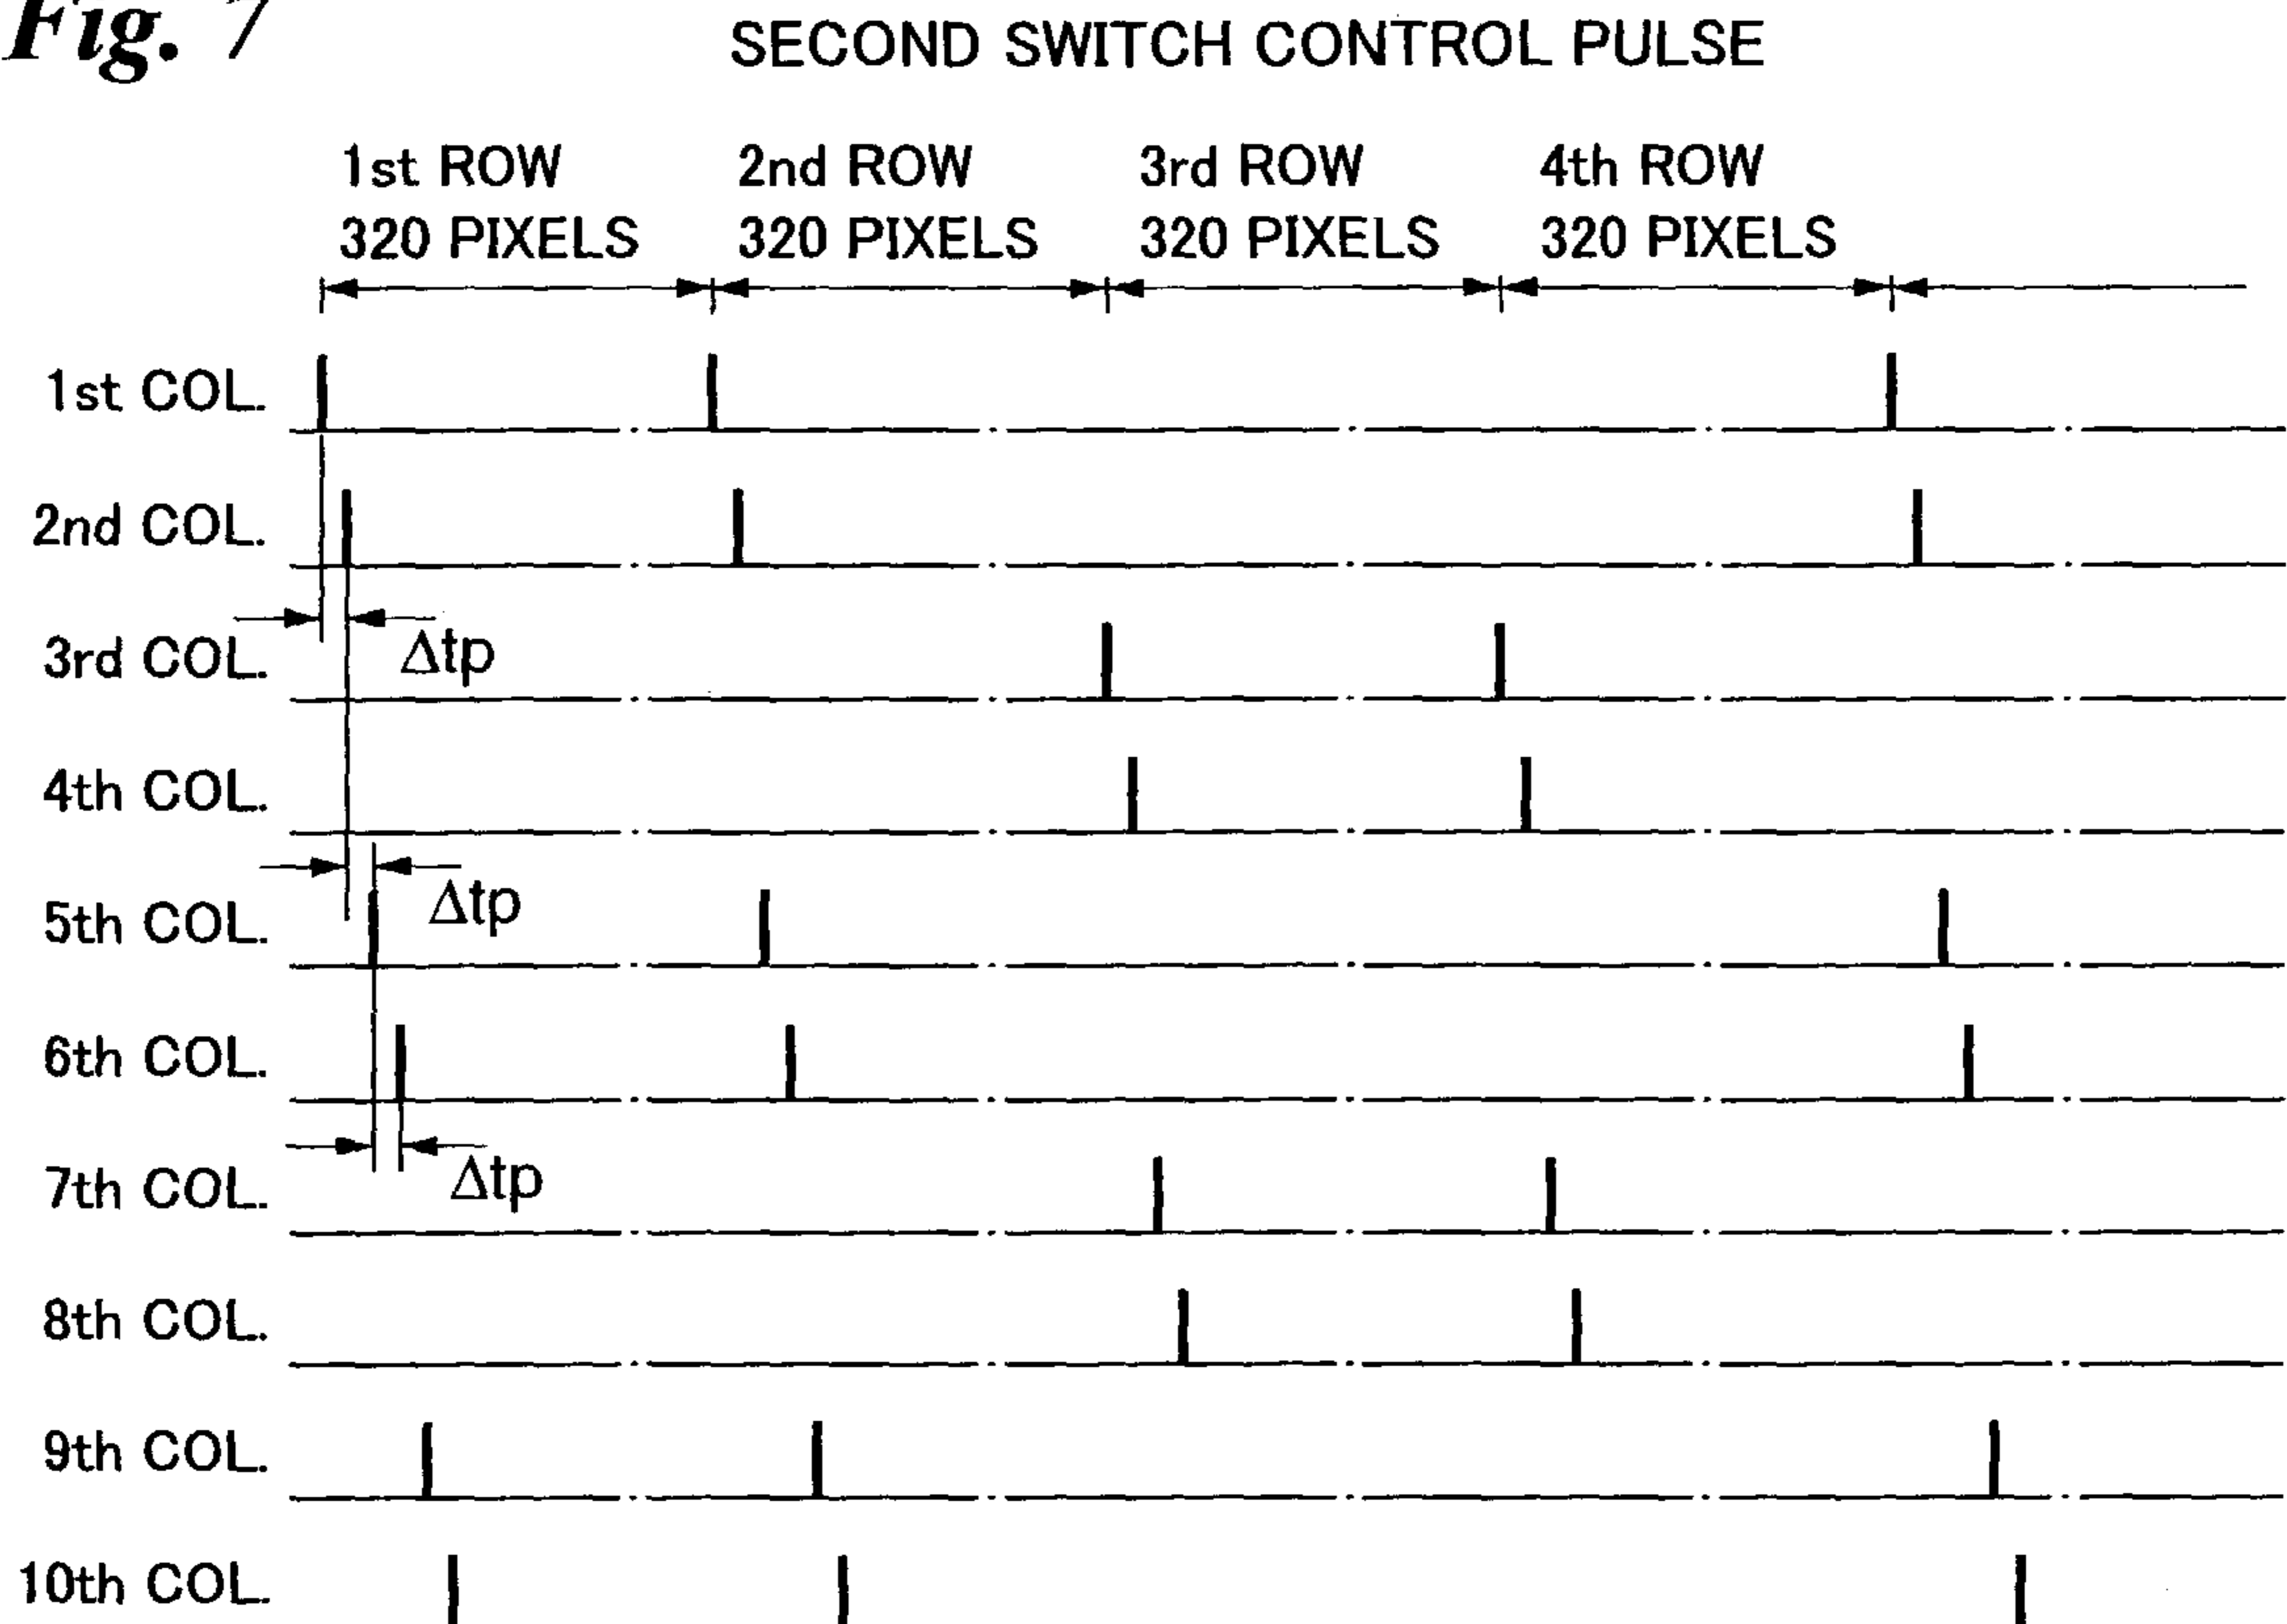 Fig. 7
SECOND SWITCH CONTROL PULSE
1st ROW 2nd ROW 3rd ROW 4th ROW
320 PIXELS 320 PIXELS 320 PIXELS 320 PIXELS
1st COL.
2nd COL.
Δtp
3rd COL.
4th COL.
Δtp
5th COL.
6th COL.
Δtp
7th COL.
8th COL.
9th COL.
10th COL.